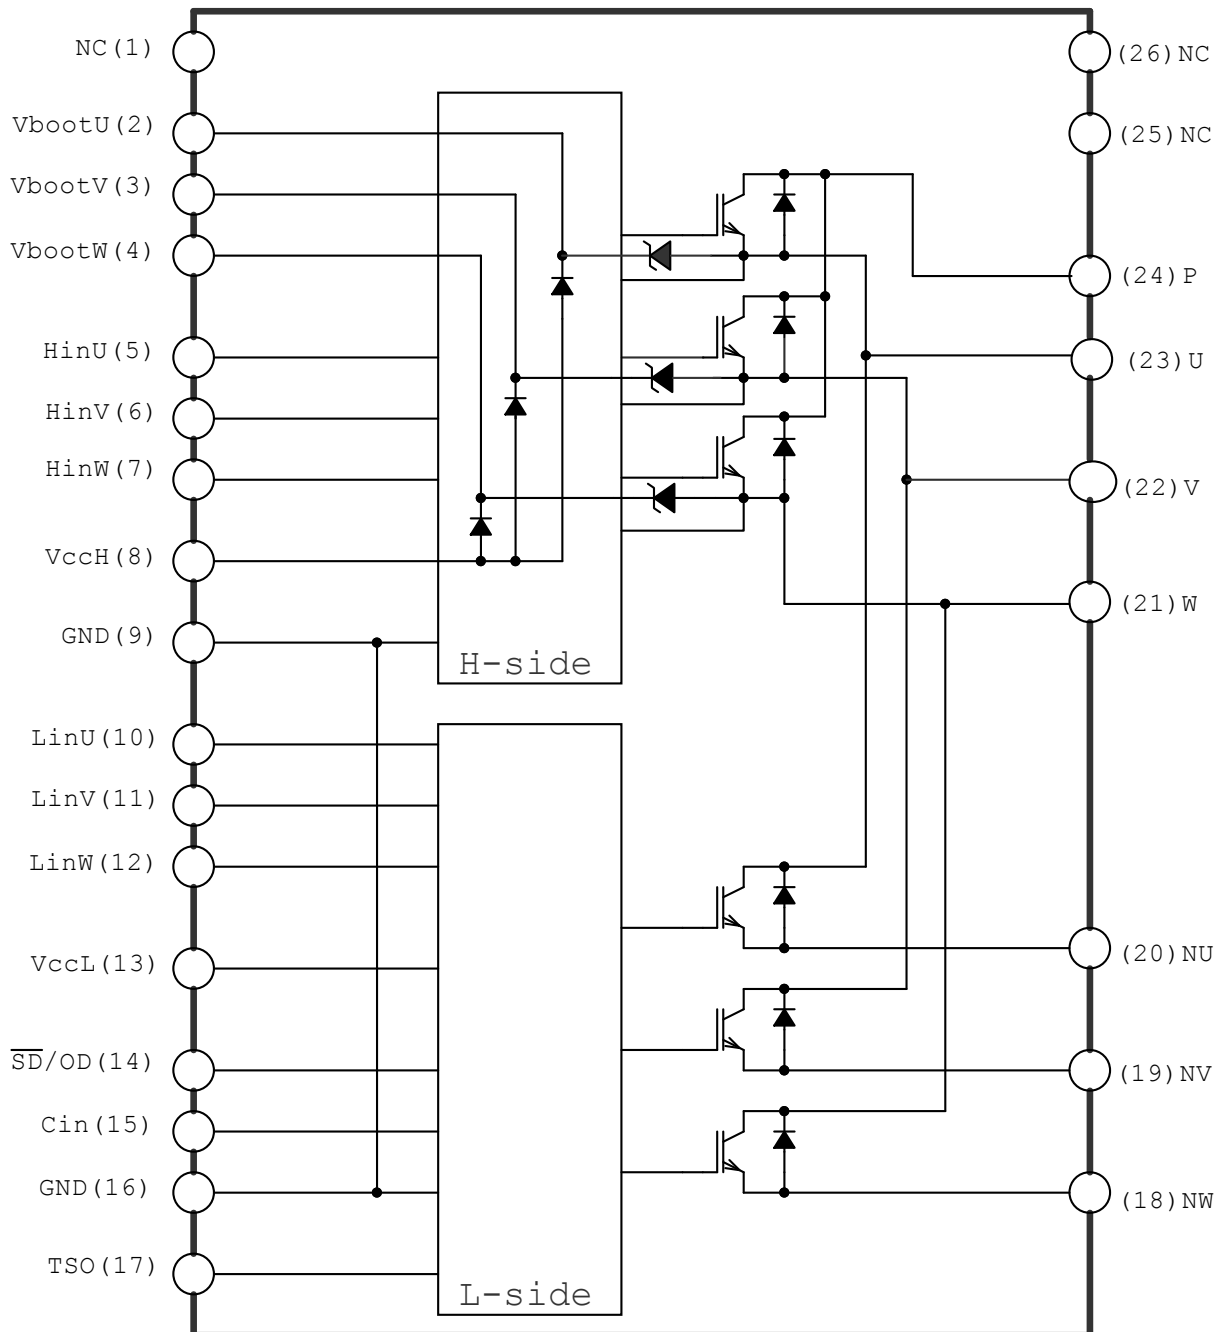 NC(1)
VbootU(2)
VbootV(3)
VbootW(4)
HinU(5)
HinV(6)
HinW(7)
VccH(8)
GND(9)
LinU(10)
LinV(11)
LinW(12)
VccL(13)
S̅D̅/OD(14)
Cin(15)
GND(16)
TSO(17)
H-side
L-side
(26)NC
(25)NC
(24)P
(23)U
(22)V
(21)W
(20)NU
(19)NV
(18)NW